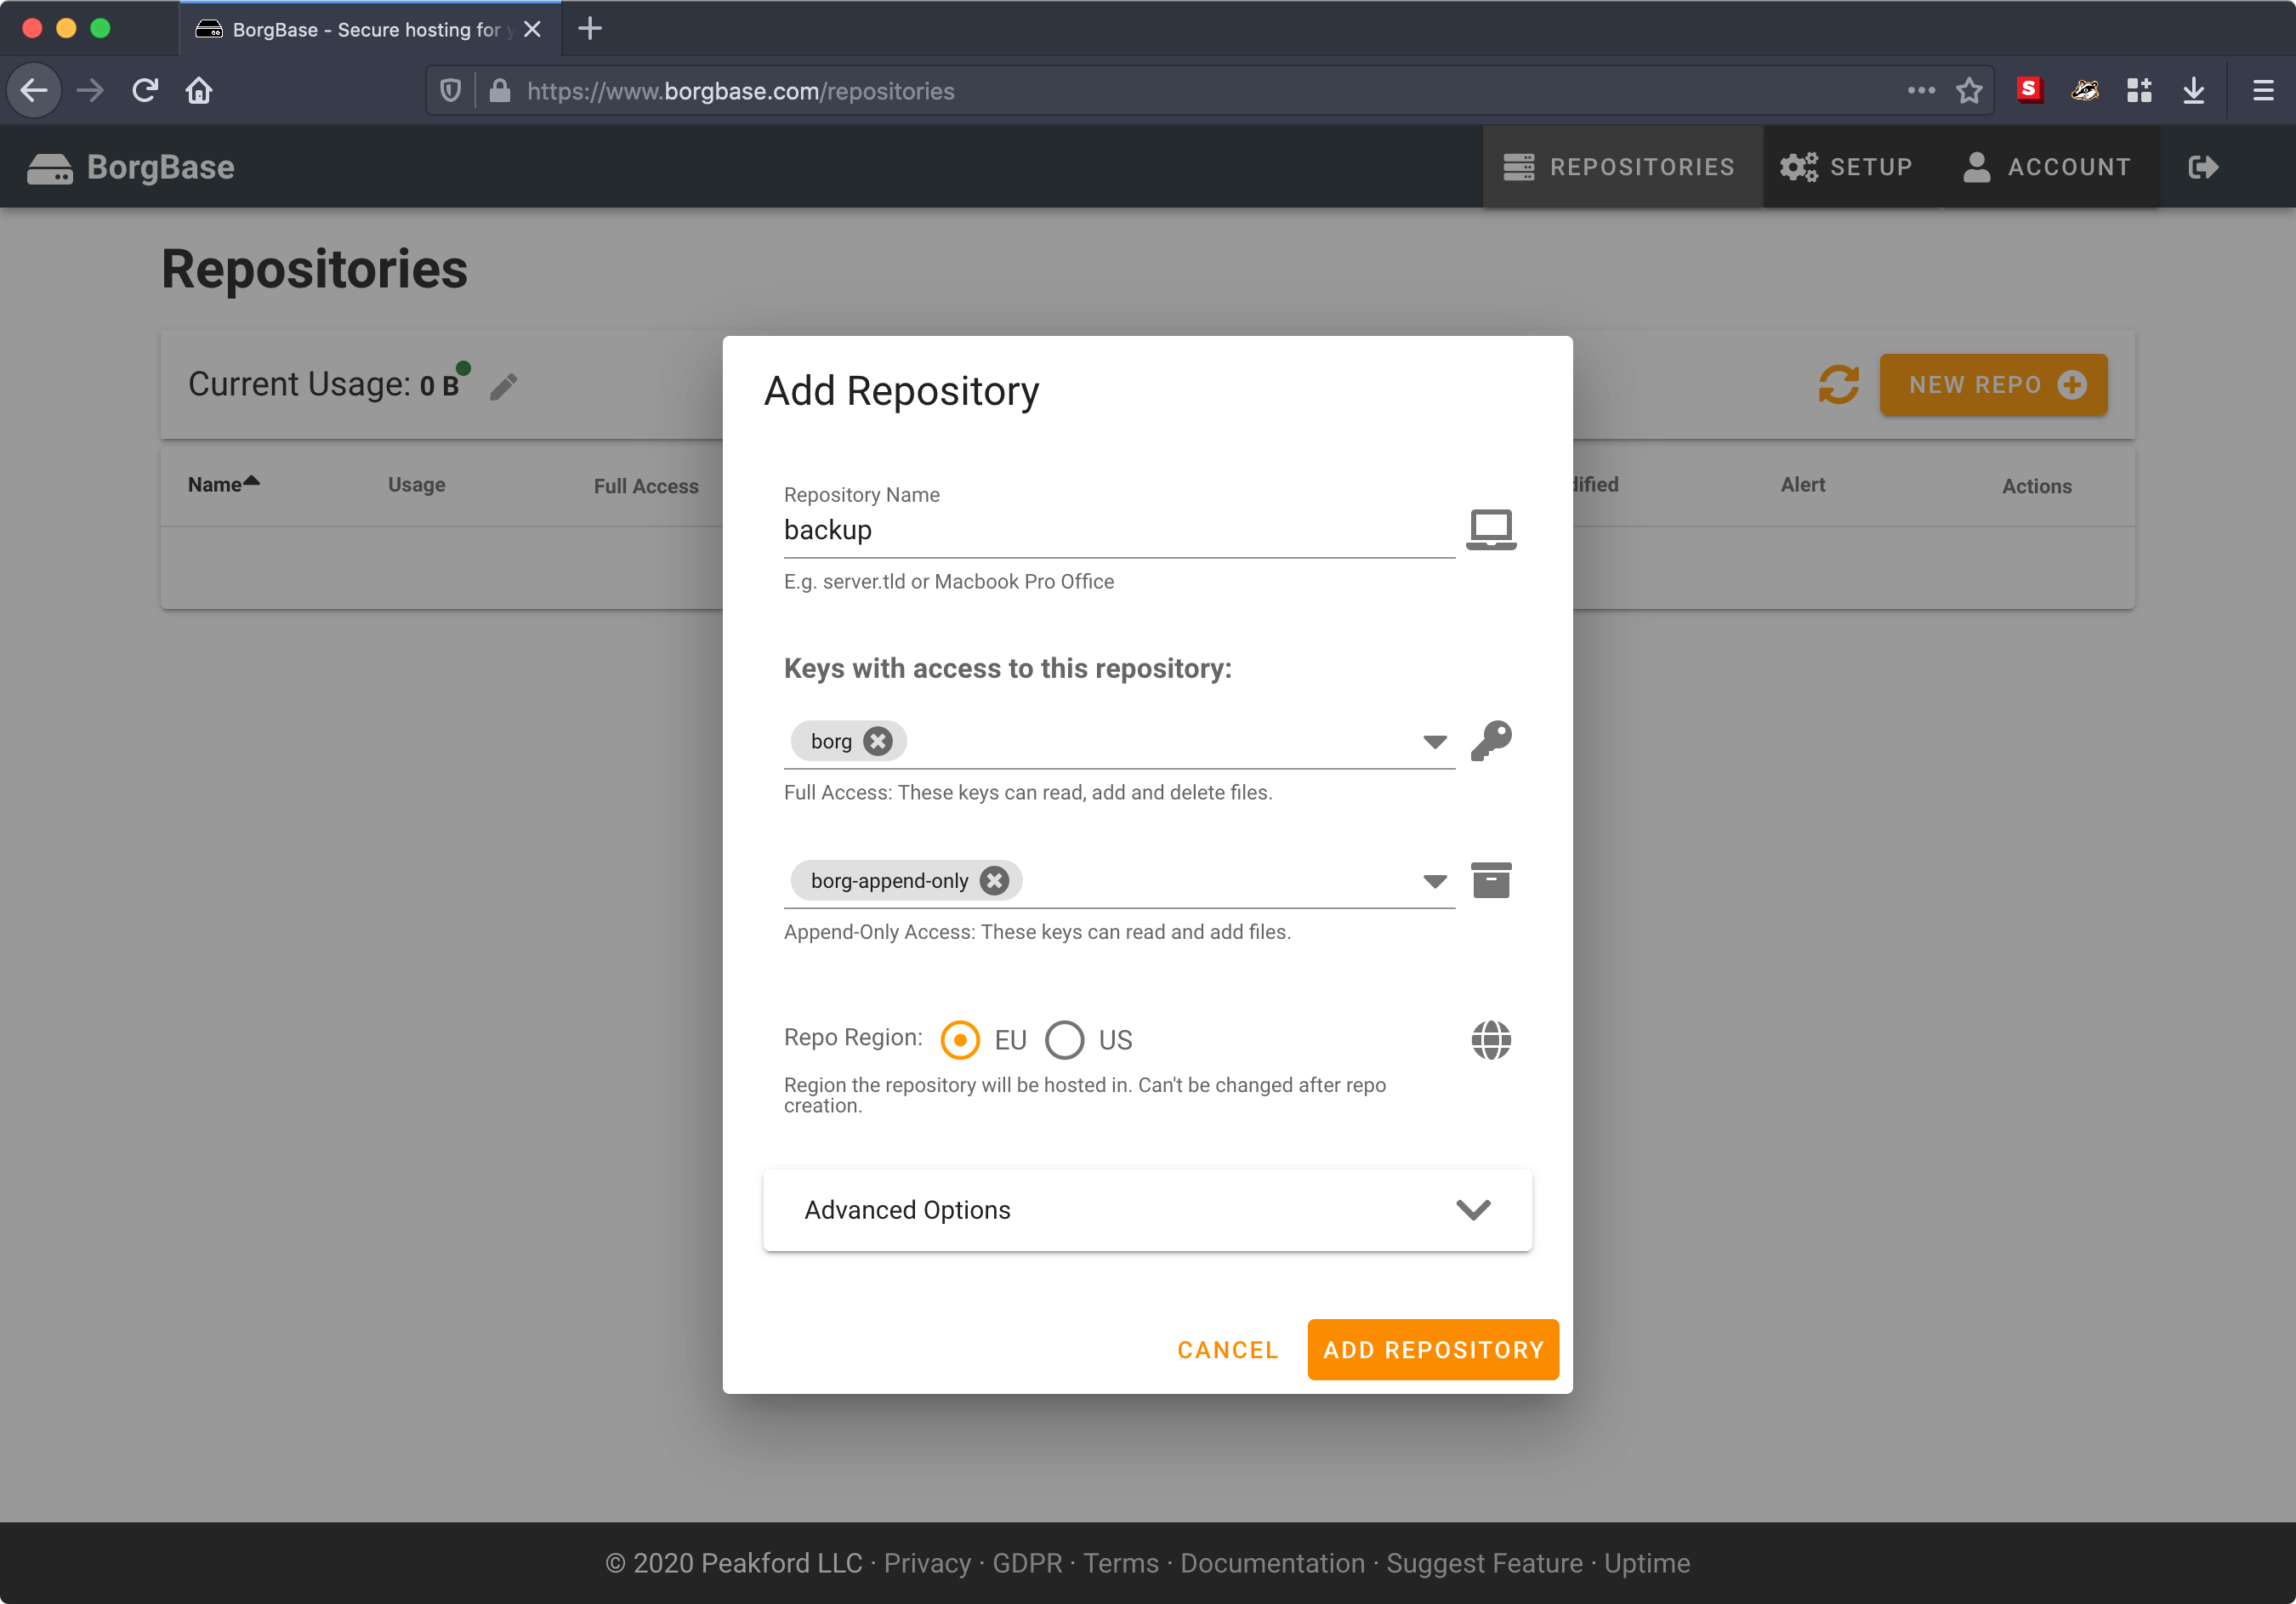 BorgBase - Secure hosting for y
https://www.borgbase.com/repositories
BorgBase
REPOSITORIES
SETUP
ACCOUNT
Repositories
Current Usage: 0 B
NEW REPO
Name
Usage
Full Access
dified
Alert
Actions
Add Repository
Repository Name
backup
E.g. server.tld or Macbook Pro Office
Keys with access to this repository:
borg
Full Access: These keys can read, add and delete files.
borg-append-only
Append-Only Access: These keys can read and add files.
Repo Region:
EU
US
Region the repository will be hosted in. Can't be changed after repo
creation.
Advanced Options
CANCEL
ADD REPOSITORY
© 2020 Peakford LLC · Privacy · GDPR · Terms · Documentation · Suggest Feature · Uptime